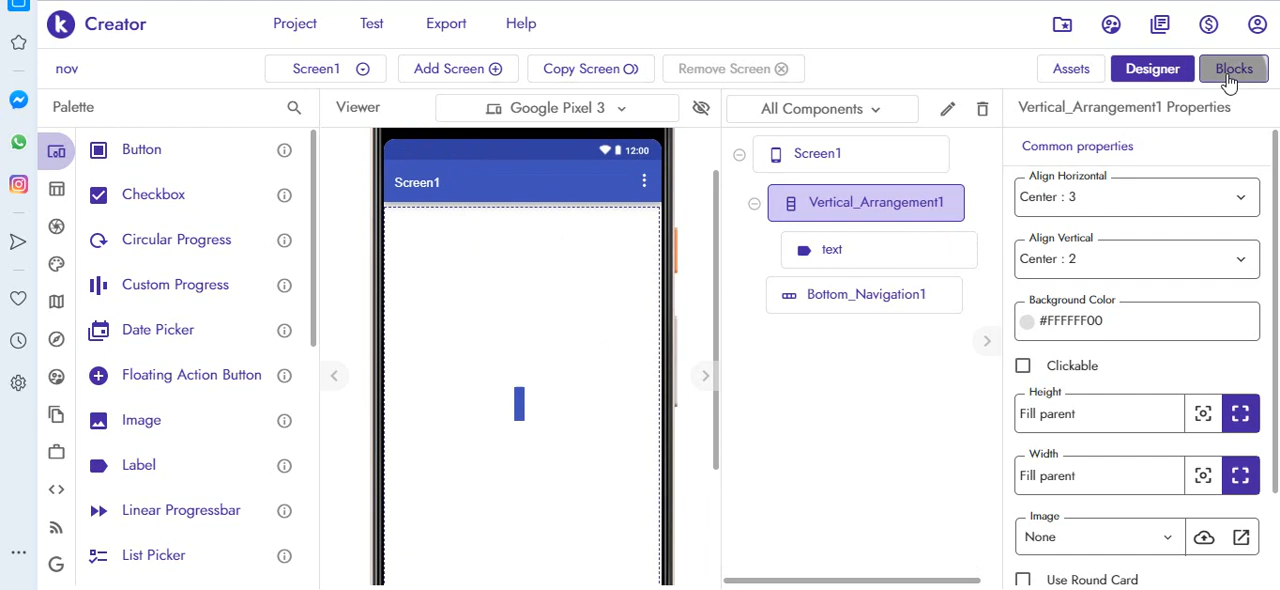 Creator
Project
Test
Export
Help
nov
Screen1
Add Screen
Copy Screen
Remove Screen
Assets
Designer
Blocks
Palette
Viewer
Google Pixel 3
All Components
Vertical_Arrangement1 Properties
Button
Checkbox
Circular Progress
Custom Progress
Date Picker
Floating Action Button
Image
Label
Linear Progressbar
List Picker
12:00
Screen1
Screen1
Vertical_Arrangement1
text
Bottom_Navigation1
Common properties
Align Horizontal
Center : 3
Align Vertical
Center : 2
Background Color
#FFFFFF00
Clickable
Height
Fill parent
Width
Fill parent
Image
None
Use Round Card